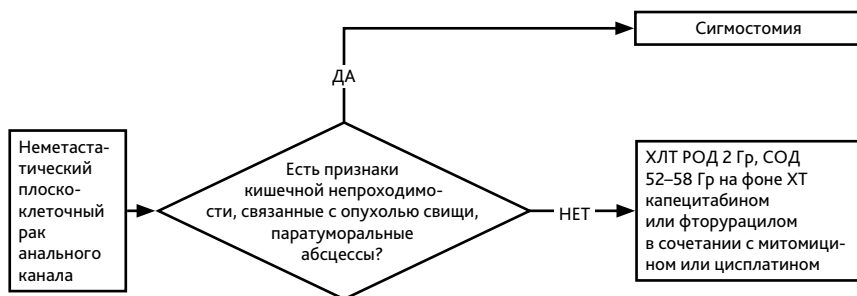 Сигмостомия
ДА
Неметаста-
тический
плоско-
клеточный
рак
анального
канала
Есть признаки
кишечной непроходимо-
сти, связанные с опухолью свищи,
паратуморальные
абсцессы?
НЕТ
ХЛТ РОД 2 Гр, СОД
52–58 Гр на фоне ХТ
капецитабином
или фторурацилом
в сочетании с митомици-
ном или цисплатином